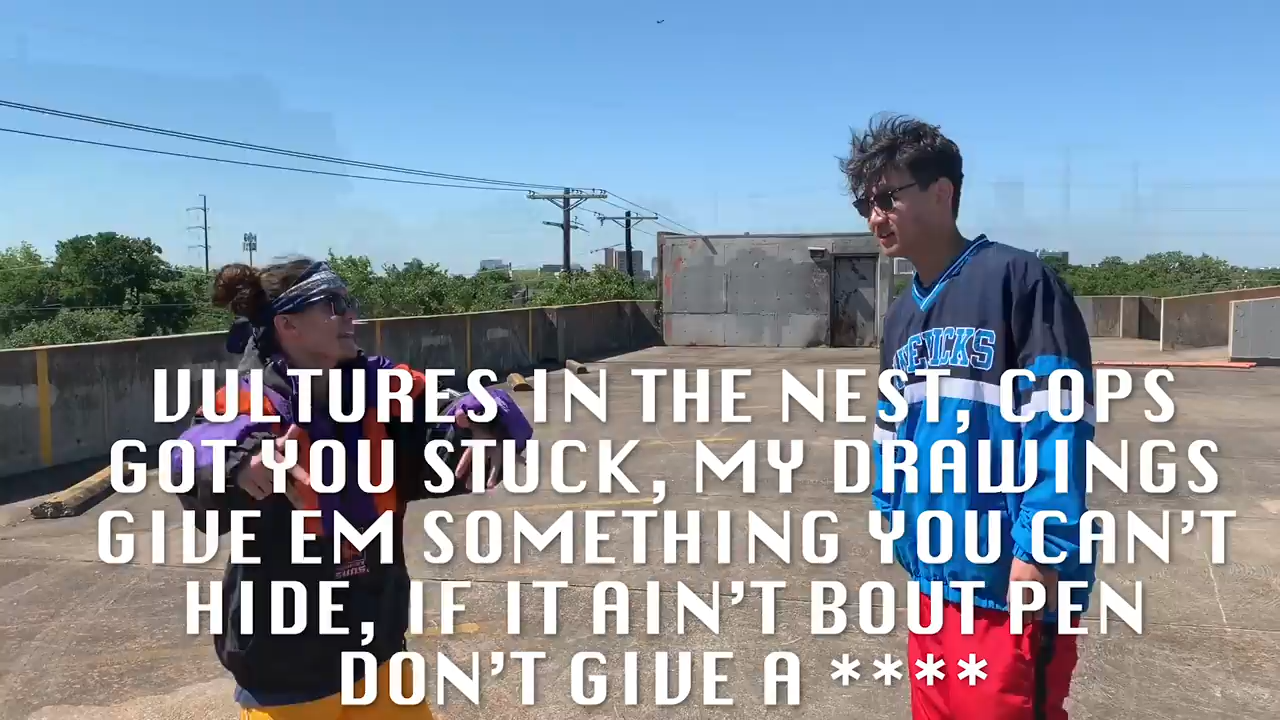 VULTURES IN THE NEST, COPS
GOT YOU STUCK, MY DRAWINGS
GIVE EM SOMETHING YOU CAN'T
HIDE, IF IT AIN'T BOUT PEN
DON'T GIVE A ****
SUNS